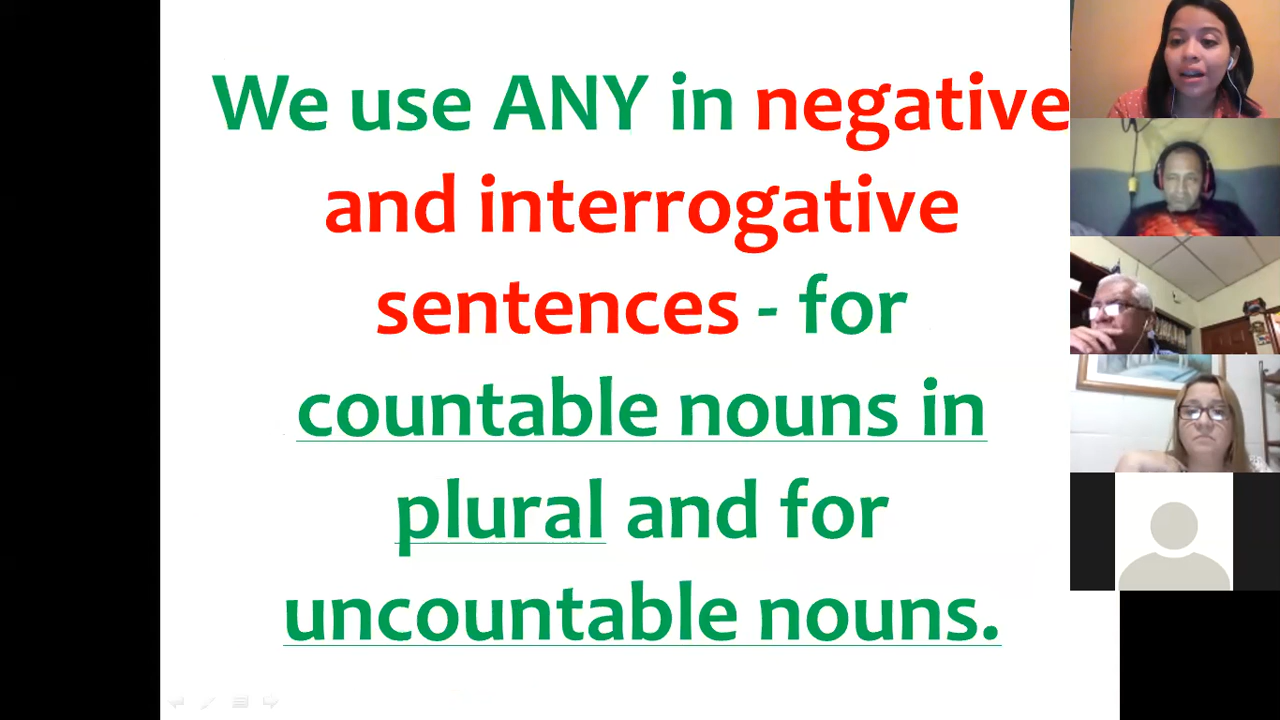 We use ANY in negative
and interrogative
sentences - for
countable nouns in
plural and for
uncountable nouns.